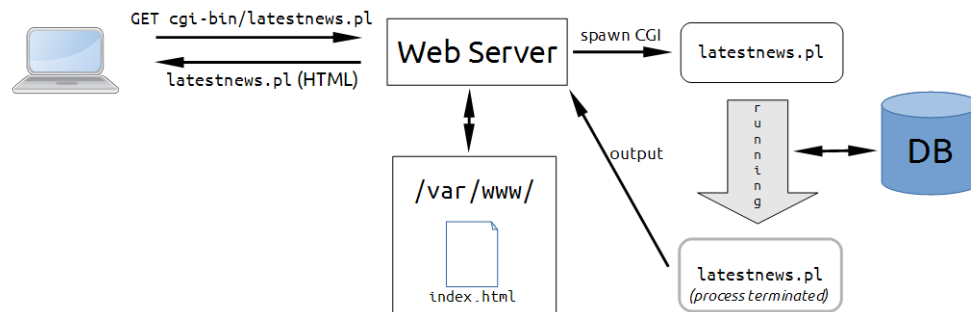 GET cgi-bin/latestnews.pl
latestnews.pl (HTML)
Web Server
spawn CGI
latestnews.pl
running
DB
output
/var/www/
index.html
latestnews.pl
(process terminated)